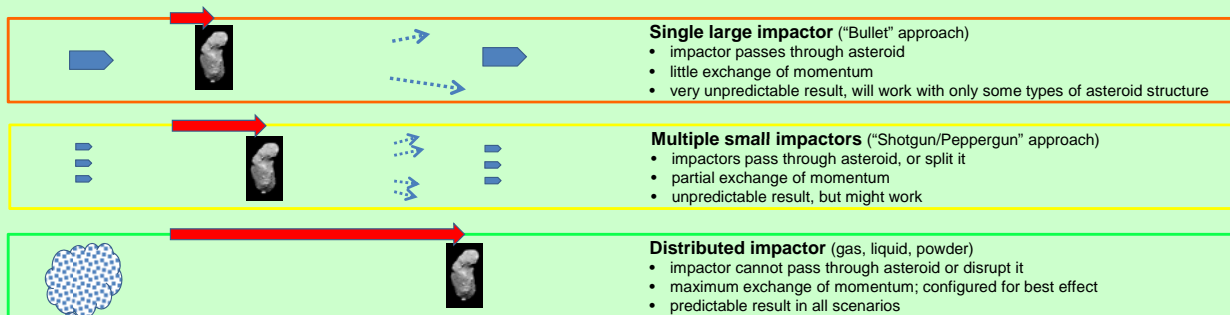 Single large impactor (“Bullet” approach)
• impactor passes through asteroid
• little exchange of momentum
• very unpredictable result, will work with only some types of asteroid structure
Multiple small impactors (“Shotgun/Peppergun” approach)
• impactors pass through asteroid, or split it
• partial exchange of momentum
• unpredictable result, but might work
Distributed impactor (gas, liquid, powder)
• impactor cannot pass through asteroid or disrupt it
• maximum exchange of momentum; configured for best effect
• predictable result in all scenarios